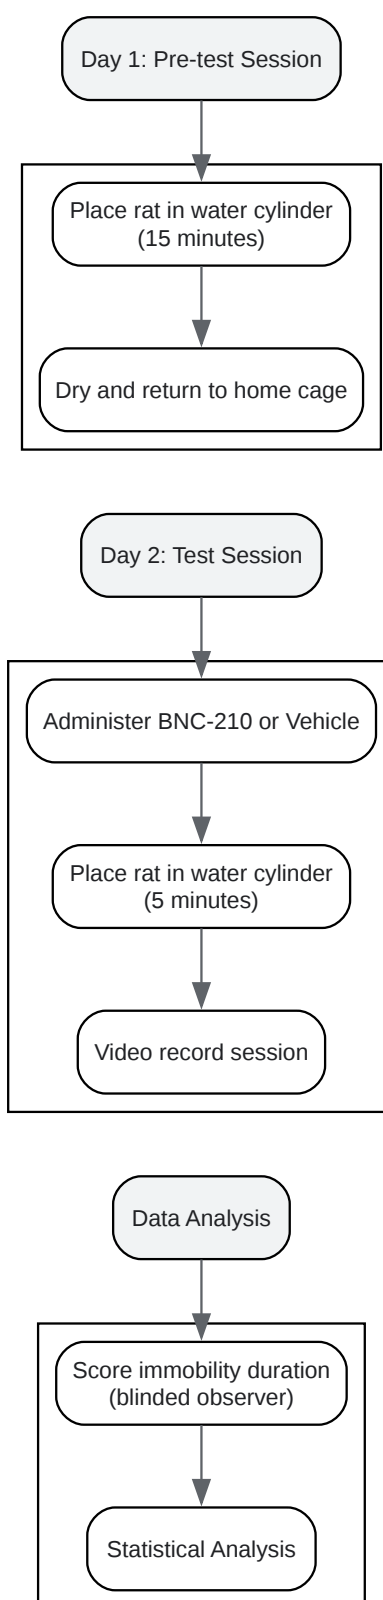 Day 1: Pre-test Session
Place rat in water cylinder
(15 minutes)
Dry and return to home cage
Day 2: Test Session
Administer BNC-210 or Vehicle
Place rat in water cylinder
(5 minutes)
Video record session
Data Analysis
Score immobility duration
(blinded observer)
Statistical Analysis